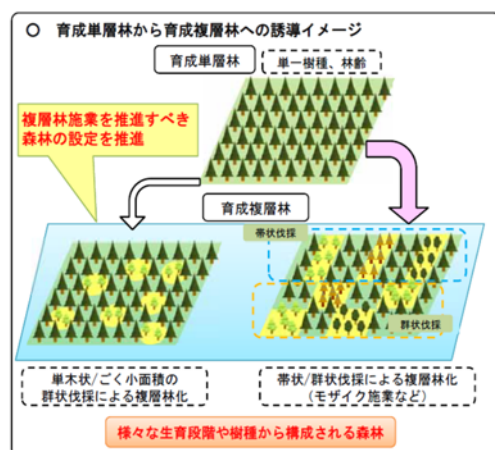 ○ 育成単層林から育成複層林への誘導イメージ
育成単層林
単一樹種、林齢
複層林施業を推進すべき
森林の設定を推進
育成複層林
帯状伐採
群状伐採
単木状/ごく小面積の
群状伐採による複層林化
帯状/群状伐採による複層林化
(モザイク施業など)
様々な生育段階や樹種から構成される森林